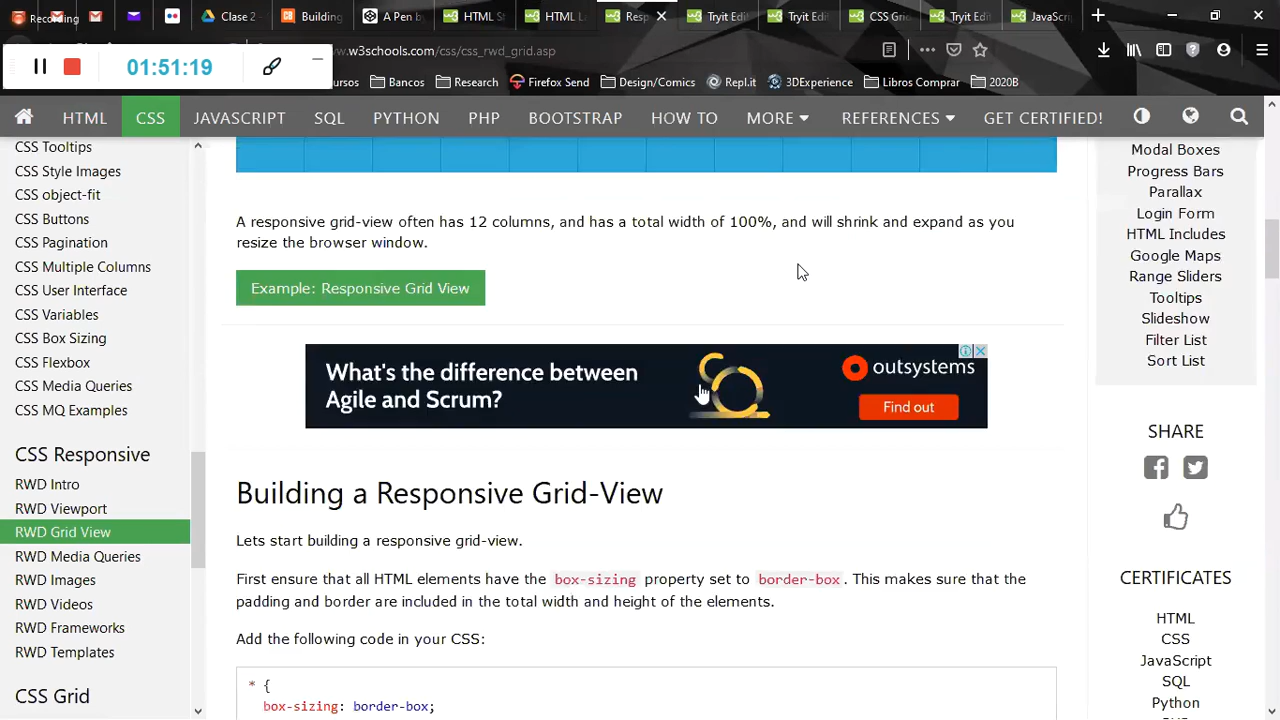 Recording
Clase 2 -
Building
A Pen by
HTML St
HTML La
Resp
Tryit Edit
Tryit Edit
CSS Grid
Tryit Edit
JavaScri
01:51:19
ww.w3schools.com/css/css_rwd_grid.asp
rsos
Bancos
Research
Firefox Send
Design/Comics
Repl.it
3DExperience
Libros Comprar
2020B
HTML
CSS
JAVASCRIPT
SQL
PYTHON
PHP
BOOTSTRAP
HOW TO
MORE
REFERENCES
GET CERTIFIED!
CSS Tooltips
CSS Style Images
CSS object-fit
CSS Buttons
CSS Pagination
CSS Multiple Columns
CSS User Interface
CSS Variables
CSS Box Sizing
CSS Flexbox
CSS Media Queries
CSS MQ Examples
CSS Responsive
RWD Intro
RWD Viewport
RWD Grid View
RWD Media Queries
RWD Images
RWD Videos
RWD Frameworks
RWD Templates
CSS Grid
A responsive grid-view often has 12 columns, and has a total width of 100%, and will shrink and expand as you
resize the browser window.
Example: Responsive Grid View
What's the difference between
Agile and Scrum?
outsystems
Find out
Building a Responsive Grid-View
Lets start building a responsive grid-view.
First ensure that all HTML elements have the box-sizing property set to border-box. This makes sure that the
padding and border are included in the total width and height of the elements.
Add the following code in your CSS:
* {
box-sizing: border-box;
Modal Boxes
Progress Bars
Parallax
Login Form
HTML Includes
Google Maps
Range Sliders
Tooltips
Slideshow
Filter List
Sort List
SHARE
CERTIFICATES
HTML
CSS
JavaScript
SQL
Python